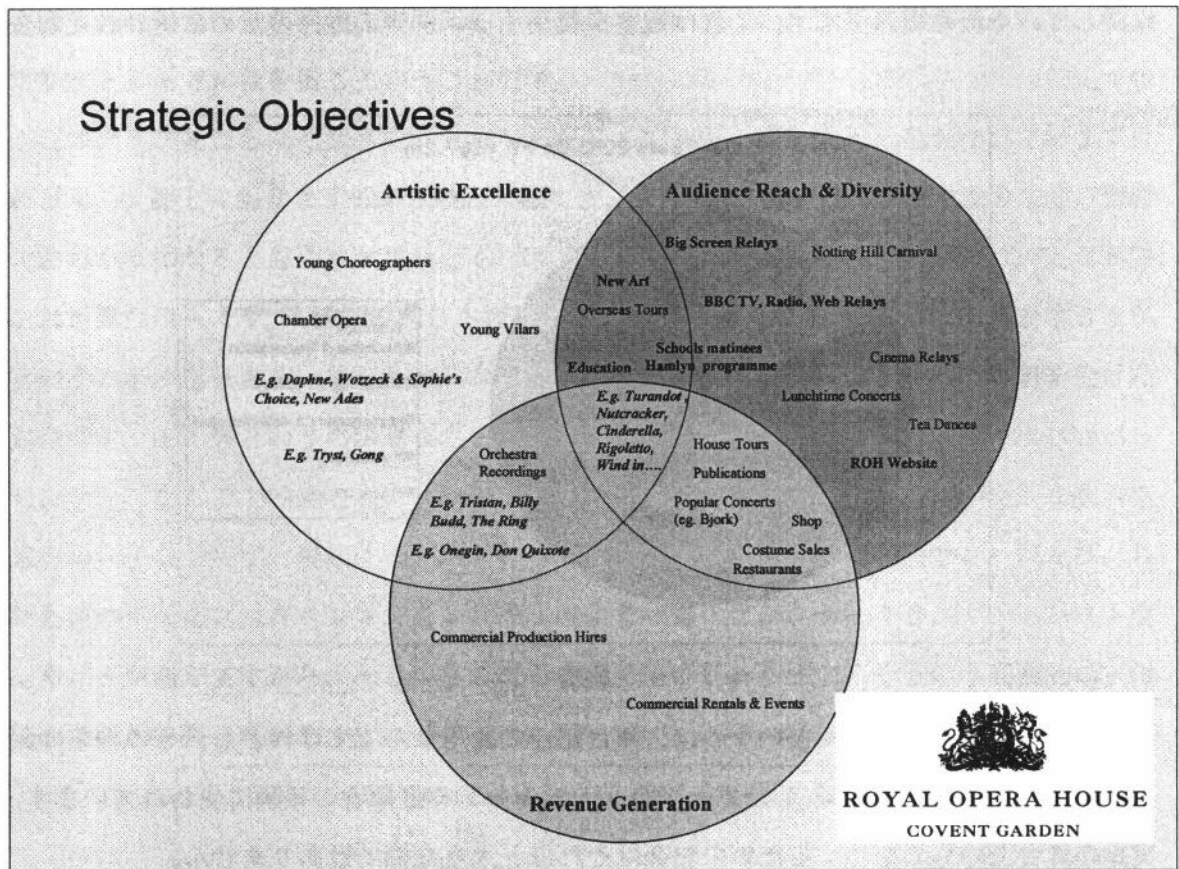 Strategic Objectives
Artistic Excellence
Young Choreographers
Chamber Opera
Young Vilars
E.g. Daphne, Wozzeck & Sophie's
Choice, New Ades
E.g. Tryst, Gong
Audience Reach & Diversity
Big Screen Relays
Notting Hill Carnival
BBC TV, Radio, Web Relays
Cinema Relays
Lunchtime Concerts
Tea Dances
ROH Website
New Art
Overseas Tours
Schools matinees
Education
Hamlyn programme
E.g. Turandot,
Nutcracker,
Cinderella,
Rigoletto,
Wind in....
Orchestra
Recordings
E.g. Tristan, Billy
Budd, The Ring
E.g. Onegin, Don Quixote
House Tours
Publications
Popular Concerts
(eg. Bjork)
Shop
Costume Sales
Restaurants
Commercial Production Hires
Commercial Rentals & Events
Revenue Generation
ROYAL OPERA HOUSE
COVENT GARDEN